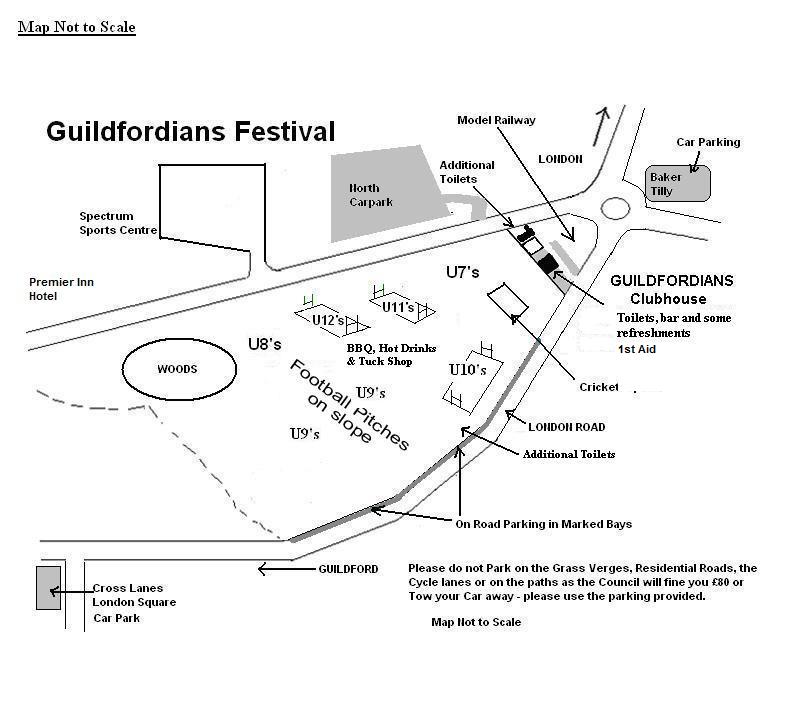 Map Not to Scale
Guildfordians Festival
Model Railway
LONDON
Car Parking
Additional
Toilets
Baker
Tilly
North
Carpark
Spectrum
Sports Centre
Premier Inn
Hotel
U7's
GUILDFORDIANS
Clubhouse
Toilets, bar and some
refreshments
1st Aid
U11's
U12's
U8's
BBQ, Hot Drinks
& Tuck Shop
WOODS
U10's
Cricket
Football Pitches
on slope
U9's
U9's
LONDON ROAD
Additional Toilets
On Road Parking in Marked Bays
GUILDFORD
Please do not Park on the Grass Verges, Residential Roads, the
Cycle lanes or on the paths as the Council will fine you £80 or
Tow your Car away - please use the parking provided.
Cross Lanes
London Square
Car Park
Map Not to Scale